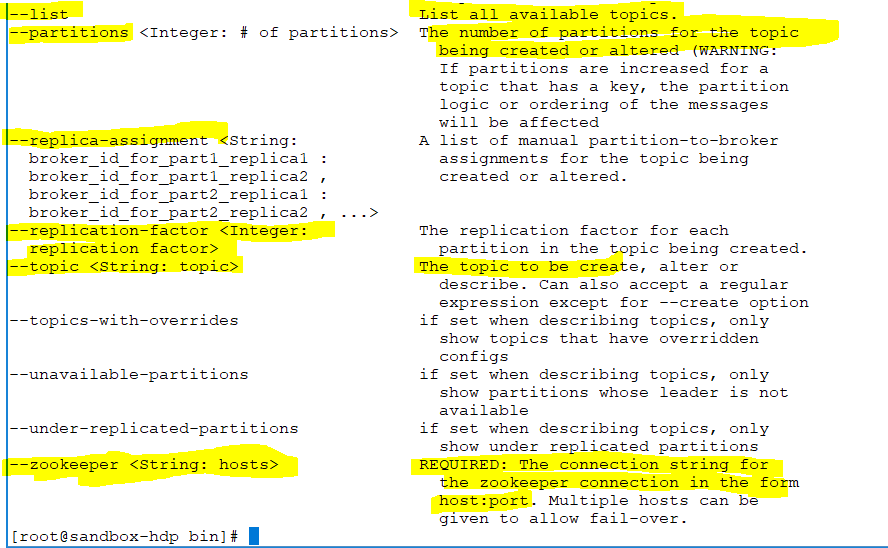 --list List all available topics.
--partitions <Integer: # of partitions> The number of partitions for the topic
being created or altered (WARNING:
If partitions are increased for a
topic that has a key, the partition
logic or ordering of the messages
will be affected
--replica-assignment <String: A list of manual partition-to-broker
broker_id_for_part1_replica1 : assignments for the topic being
broker_id_for_part1_replica2 , created or altered.
broker_id_for_part2_replica1 :
broker_id_for_part2_replica2 , ...>
--replication-factor <Integer: The replication factor for each
replication factor> partition in the topic being created.
--topic <String: topic> The topic to be create, alter or
describe. Can also accept a regular
expression except for --create option
--topics-with-overrides if set when describing topics, only
show topics that have overridden
configs
--unavailable-partitions if set when describing topics, only
show partitions whose leader is not
available
--under-replicated-partitions if set when describing topics, only
show under replicated partitions
--zookeeper <String: hosts> REQUIRED: The connection string for
the zookeeper connection in the form
host:port. Multiple hosts can be
given to allow fail-over.
[root@sandbox-hdp bin]#